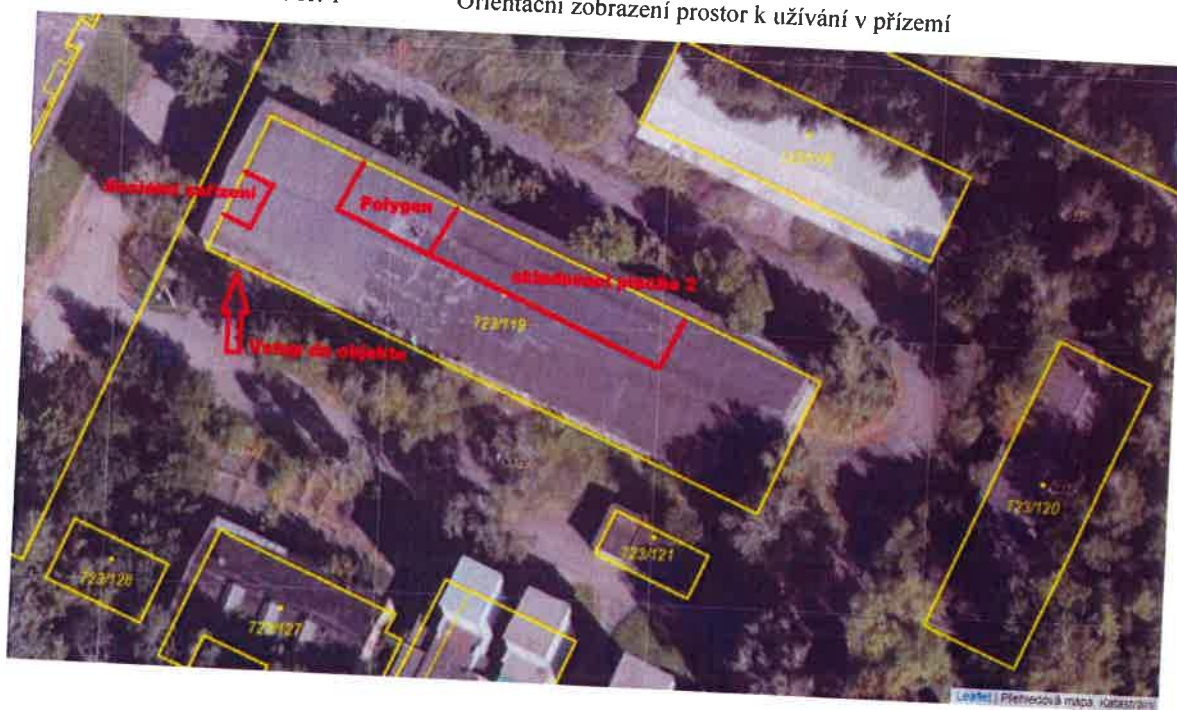 Orientační zobrazení prostor k užívání v přízemí
Sociální zařízení
Polygon
skladovací plocha 2
723/119
Vstup do objektu
723/120
723/121
723/126
723/127
Leaflet | Přehledová mapa, Katastrální